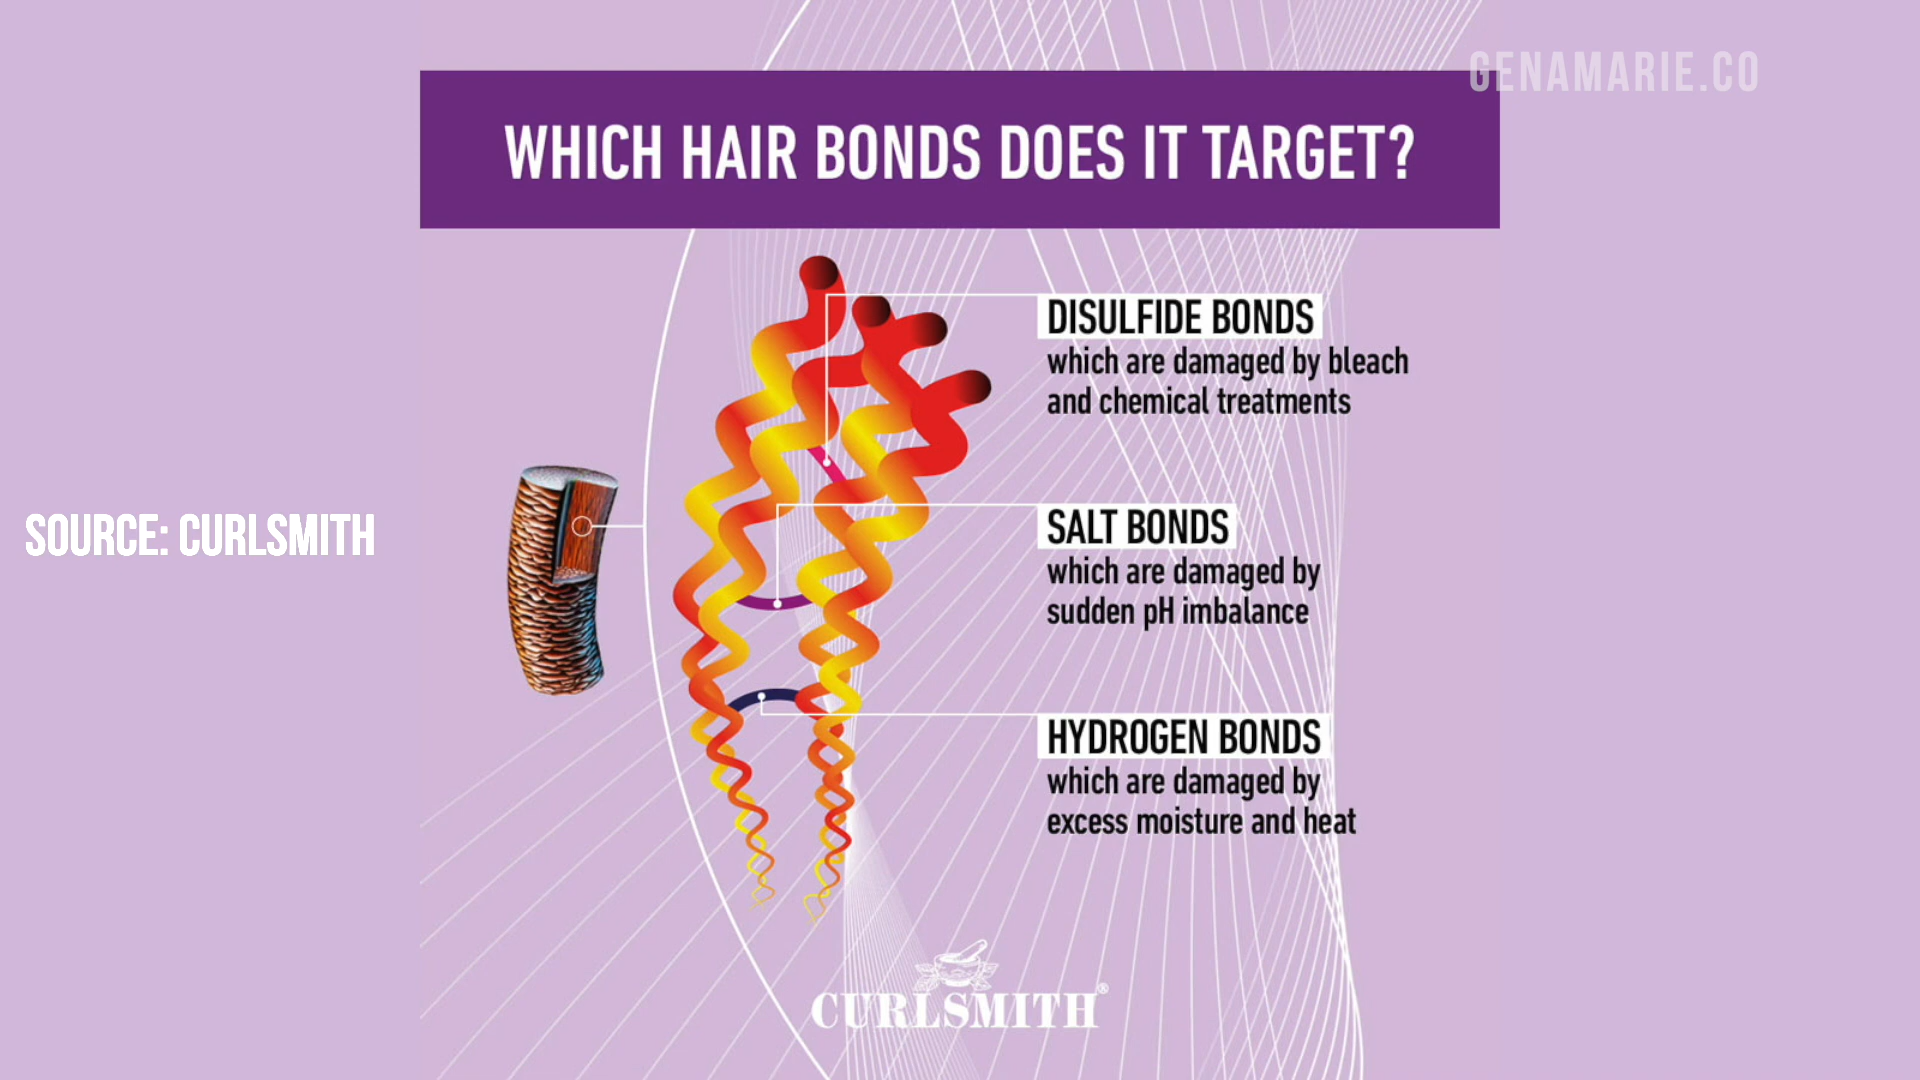 GENAMARIE.CO
WHICH HAIR BONDS DOES IT TARGET?
DISULFIDE BONDS
which are damaged by bleach
and chemical treatments
SOURCE: CURLSMITH
SALT BONDS
which are damaged by
sudden pH imbalance
HYDROGEN BONDS
which are damaged by
excess moisture and heat
CURLSMITH®